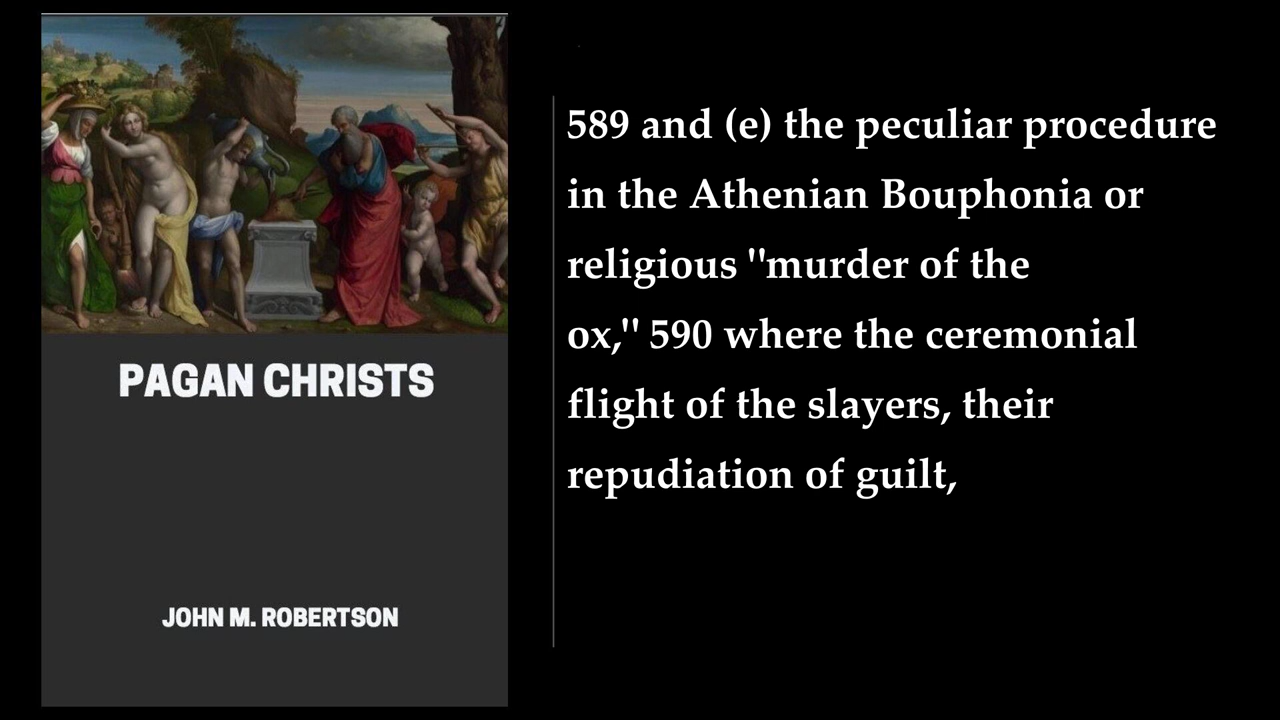 PAGAN CHRISTS
JOHN M. ROBERTSON
589 and (e) the peculiar procedure
in the Athenian Bouphonia or
religious "murder of the
ox," 590 where the ceremonial
flight of the slayers, their
repudiation of guilt,